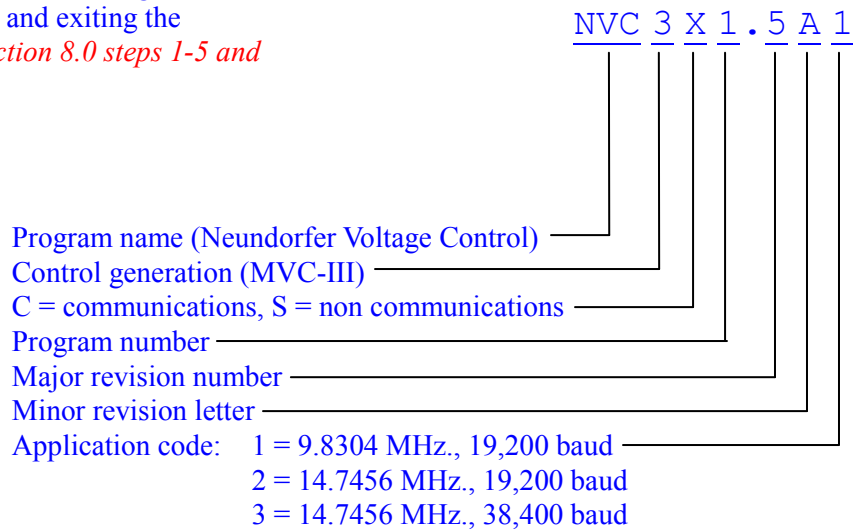 and exiting the
ction 8.0 steps 1-5 and
NVC 3 X 1.5 A 1
Program name (Neundorfer Voltage Control)
Control generation (MVC-III)
C = communications, S = non communications
Program number
Major revision number
Minor revision letter
Application code: 1 = 9.8304 MHz., 19,200 baud
2 = 14.7456 MHz., 19,200 baud
3 = 14.7456 MHz., 38,400 baud